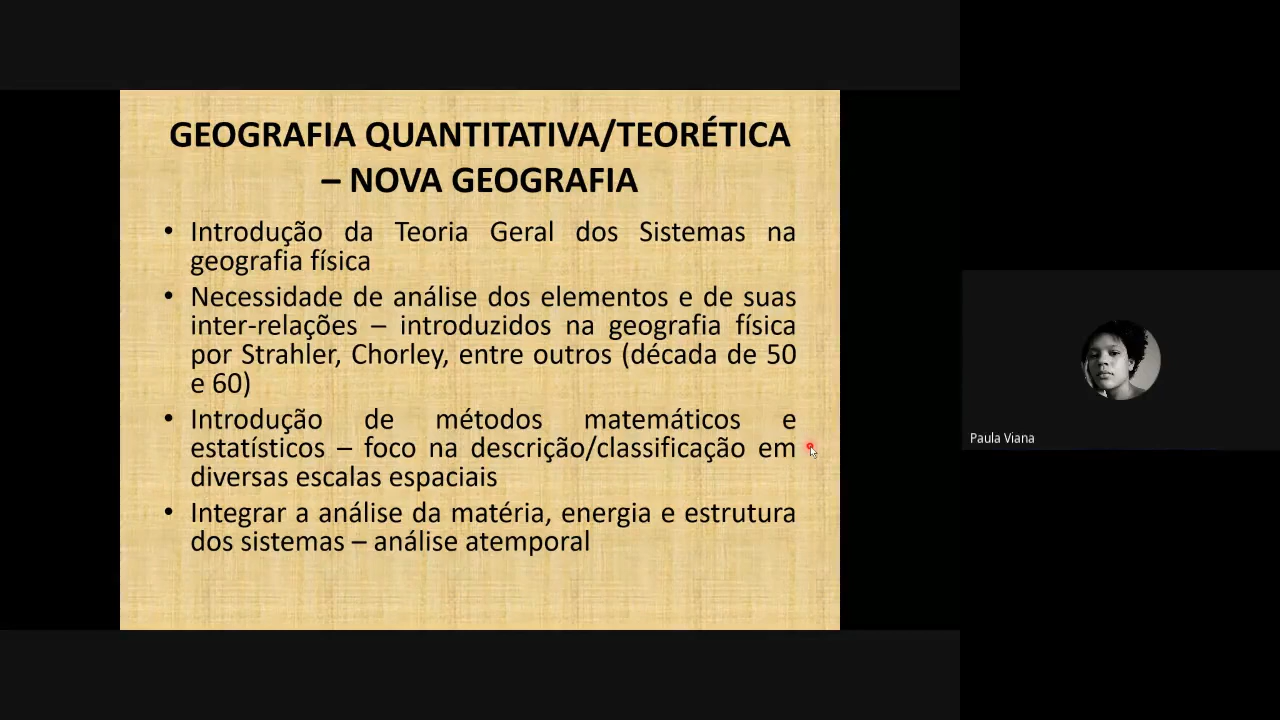 GEOGRAFIA QUANTITATIVA/TEORÉTICA
– NOVA GEOGRAFIA
• Introdução da Teoria Geral dos Sistemas na
geografia física
• Necessidade de análise dos elementos e de suas
inter-relações – introduzidos na geografia física
por Strahler, Chorley, entre outros (década de 50
e 60)
• Introdução de métodos matemáticos e
estatísticos – foco na descrição/classificação em
diversas escalas espaciais
• Integrar a análise da matéria, energia e estrutura
dos sistemas – análise atemporal
Paula Viana